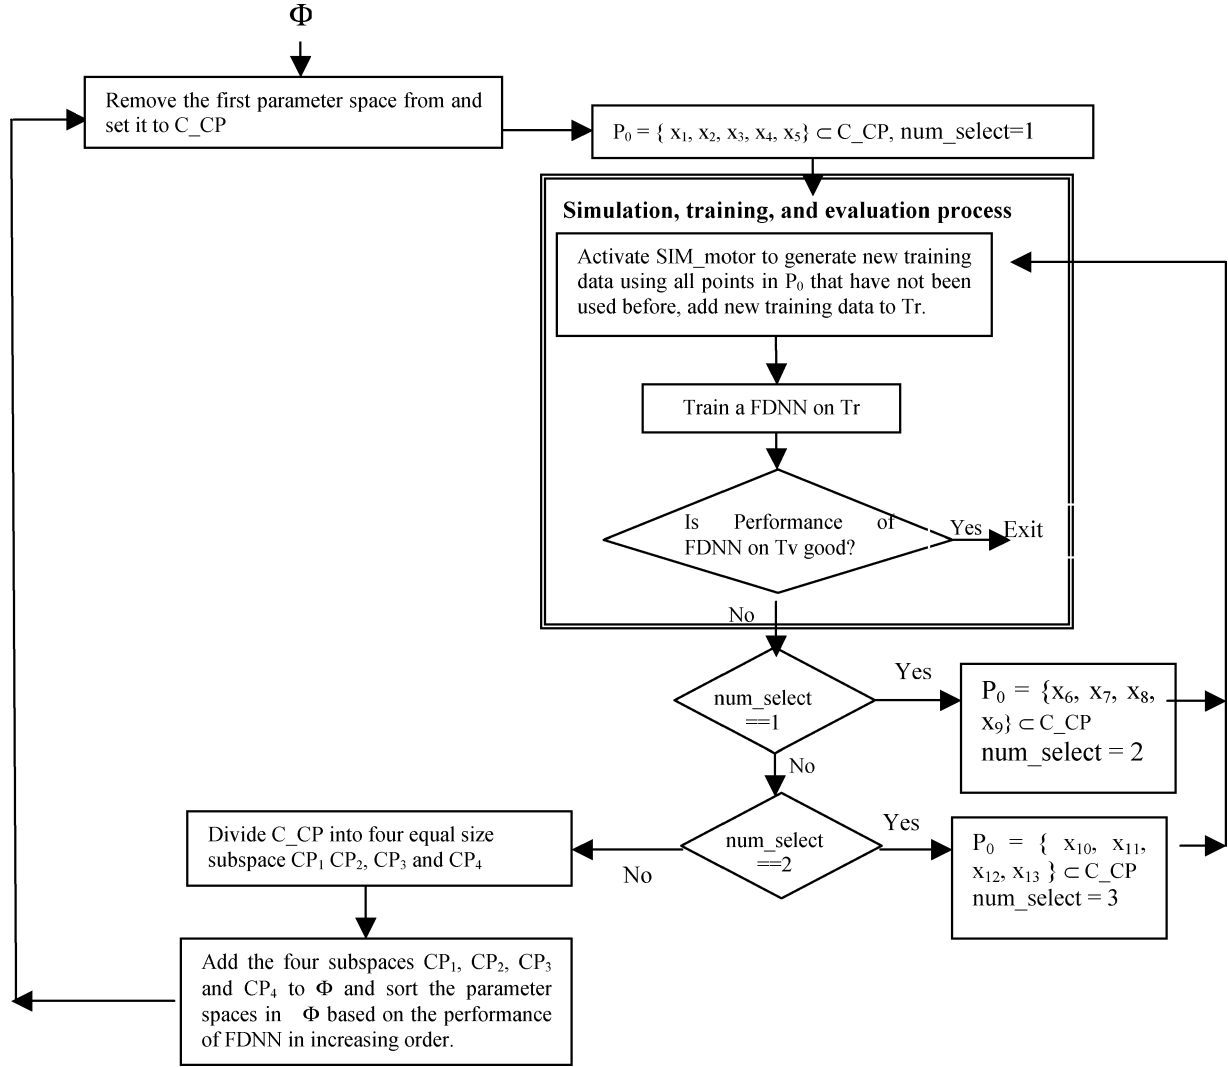 Φ
Remove the first parameter space from and
set it to C_CP
P₀ = { x₁, x₂, x₃, x₄, x₅} ⊂ C_CP, num_select=1
Simulation, training, and evaluation process
Activate SIM_motor to generate new training
data using all points in P₀ that have not been
used before, add new training data to Tr.
Train a FDNN on Tr
Is Performance of
FDNN on Tv good?
Yes
Exit
No
num_select
==1
Yes
P₀ = {x₆, x₇, x₈,
x₉} ⊂ C_CP
num_select = 2
No
num_select
==2
Yes
P₀ = { x₁₀, x₁₁,
x₁₂, x₁₃ } ⊂ C_CP
num_select = 3
No
Divide C_CP into four equal size
subspace CP₁ CP₂, CP₃ and CP₄
Add the four subspaces CP₁, CP₂, CP₃
and CP₄ to Φ and sort the parameter
spaces in Φ based on the performance
of FDNN in increasing order.